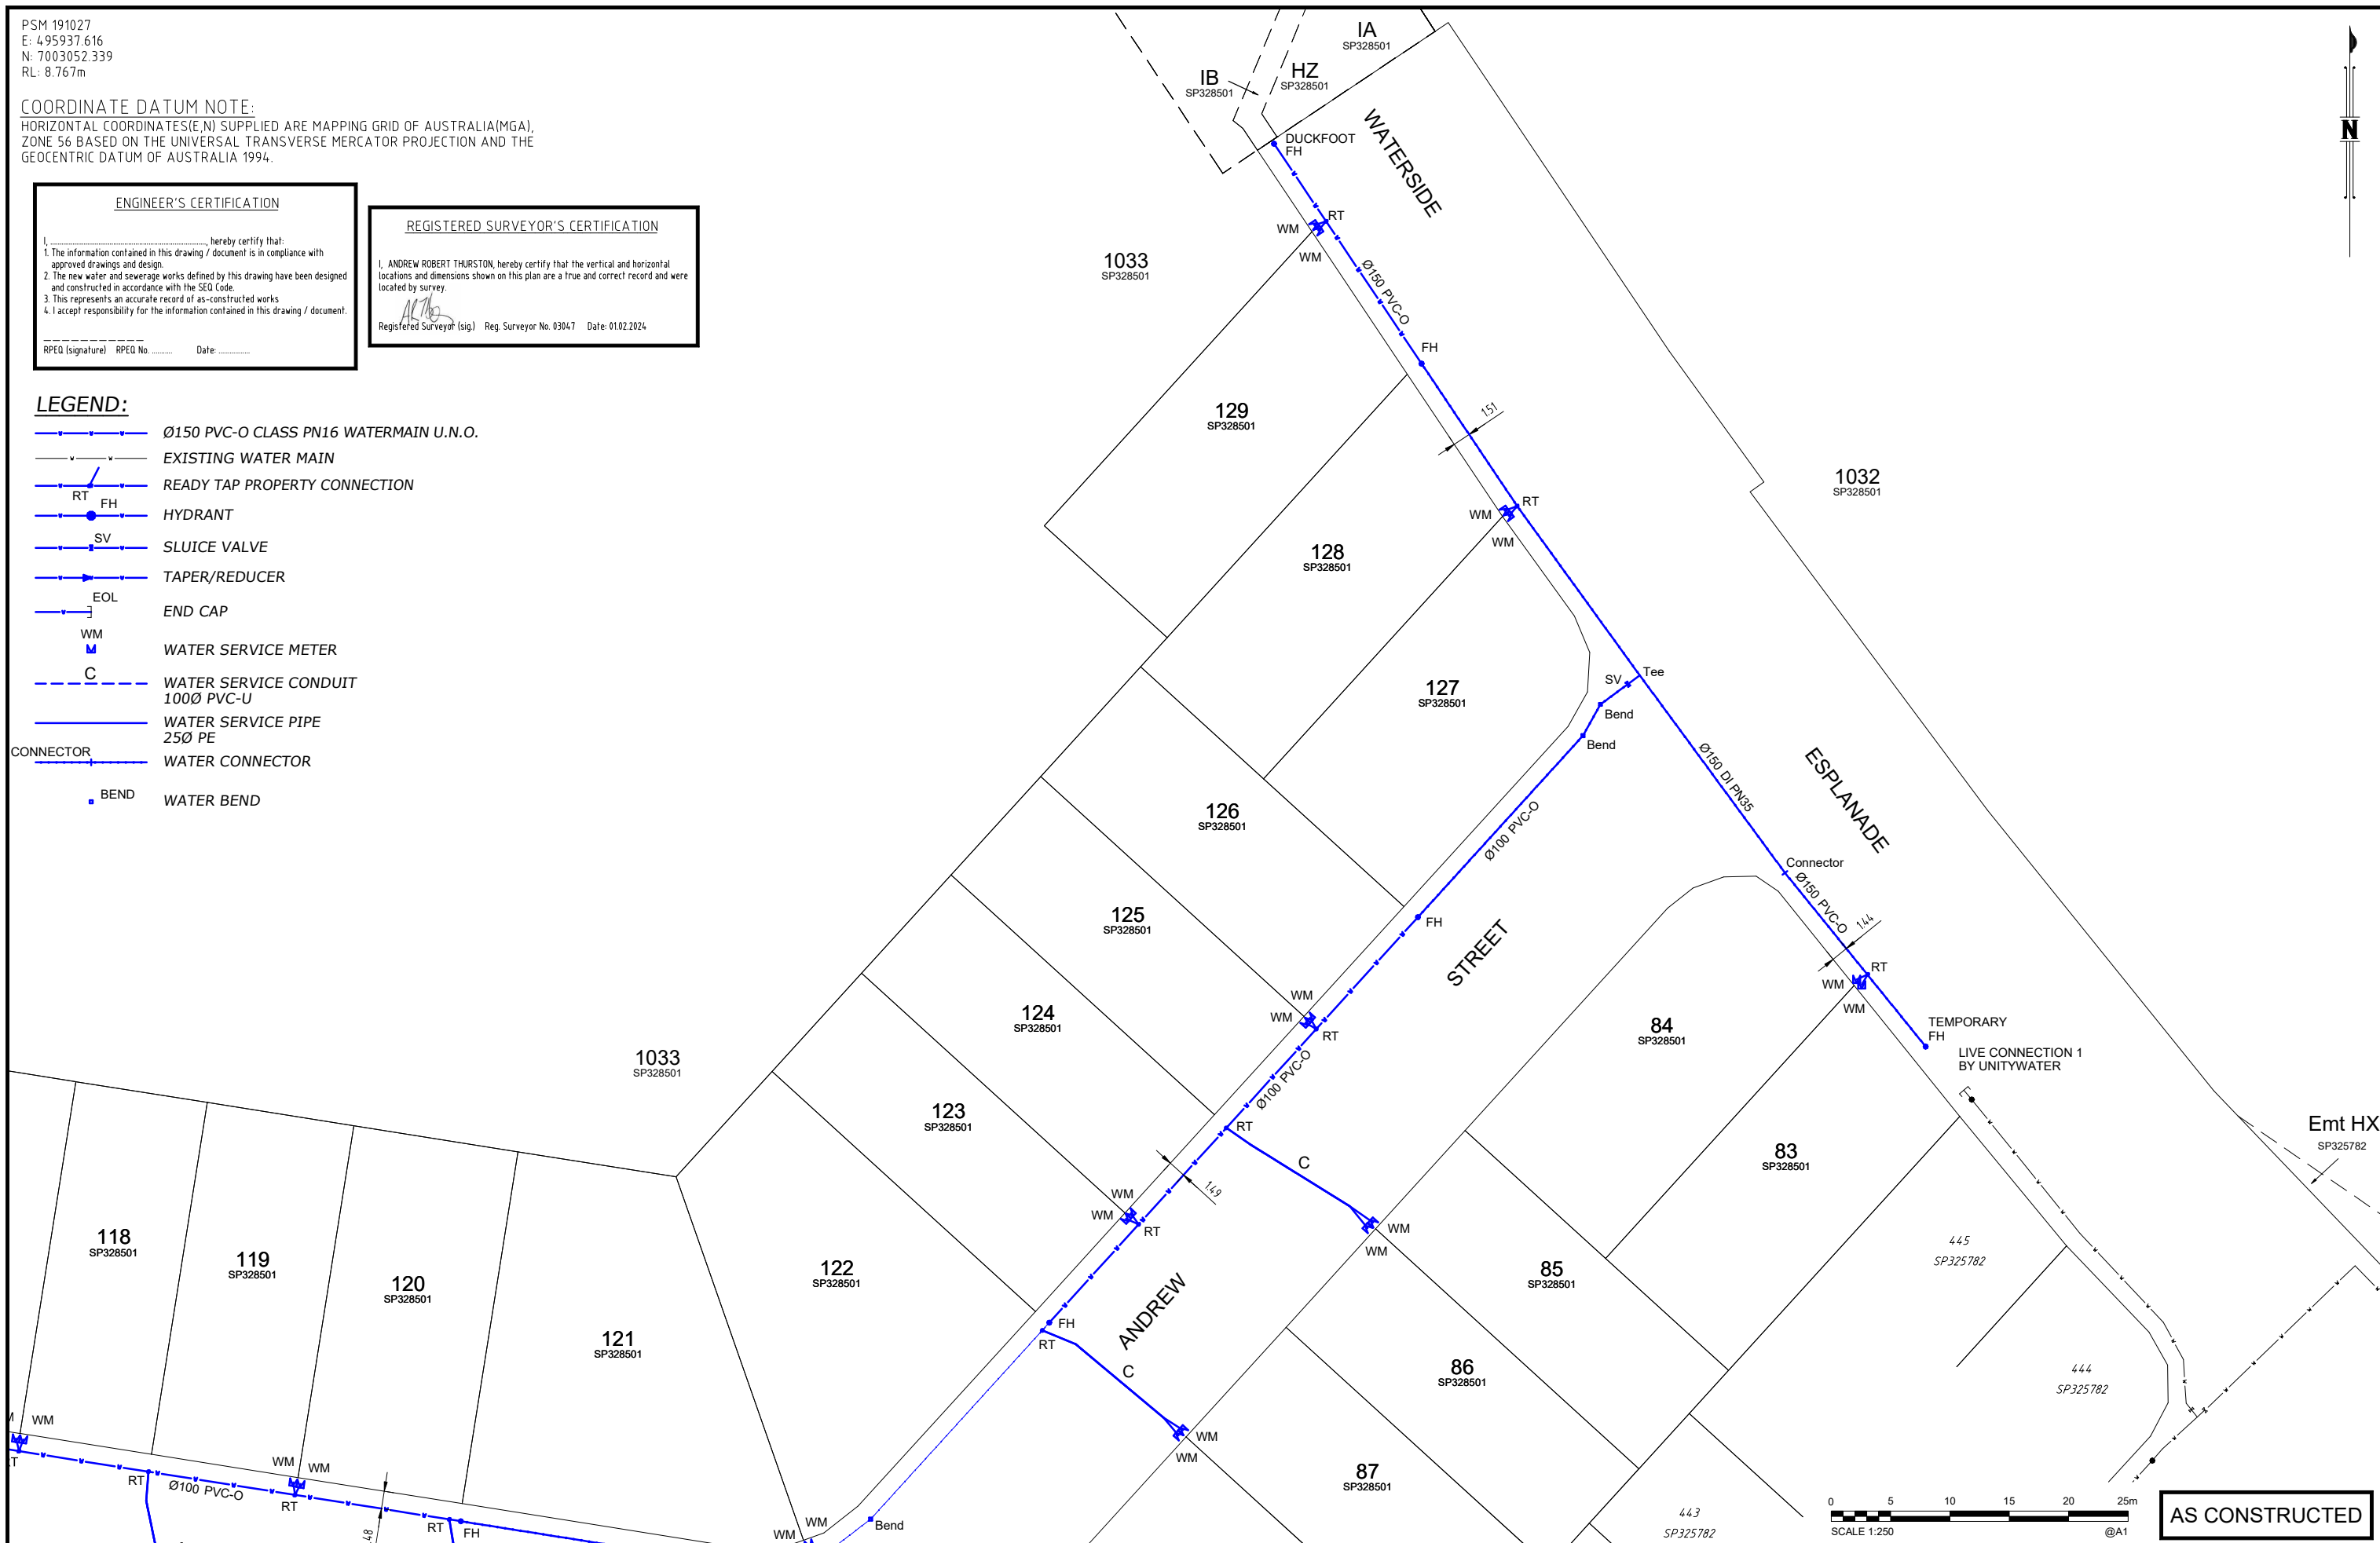 PSM 191027
E: 495937.616
N: 7003052.339
RL: 8.767m
COORDINATE DATUM NOTE:
HORIZONTAL COORDINATES(E,N) SUPPLIED ARE MAPPING GRID OF AUSTRALIA(MGA),
ZONE 56 BASED ON THE UNIVERSAL TRANSVERSE MERCATOR PROJECTION AND THE
GEOCENTRIC DATUM OF AUSTRALIA 1994.
ENGINEER'S CERTIFICATION
I, ............................................................, hereby certify that:
1. The information contained in this drawing / document is in compliance with
approved drawings and design.
2. The new water and sewerage works defined by this drawing have been designed
and constructed in accordance with the SEQ Code.
3. This represents an accurate record of as-constructed works
4. I accept responsibility for the information contained in this drawing / document.
RPEQ (signature) RPEQ No. .......... Date: ...............
REGISTERED SURVEYOR'S CERTIFICATION
I, ANDREW ROBERT THURSTON, hereby certify that the vertical and horizontal
locations and dimensions shown on this plan are a true and correct record and were
located by survey.
Registered Surveyor (sig.) Reg. Surveyor No. 03047 Date: 01.02.2024
LEGEND:
Ø150 PVC-O CLASS PN16 WATERMAIN U.N.O.
EXISTING WATER MAIN
RT
READY TAP PROPERTY CONNECTION
FH
HYDRANT
SV
SLUICE VALVE
TAPER/REDUCER
EOL
END CAP
WM
WATER SERVICE METER
C
WATER SERVICE CONDUIT
100Ø PVC-U
WATER SERVICE PIPE
25Ø PE
CONNECTOR
WATER CONNECTOR
BEND
WATER BEND
IA
SP328501
IB
SP328501
HZ
SP328501
N
DUCKFOOT
FH
WATERSIDE
RT
WM
WM
1033
SP328501
Ø150 PVC-O
FH
129
SP328501
1.51
1032
SP328501
RT
WM
WM
128
SP328501
127
SP328501
Tee
SV
Bend
Bend
Ø150 DI PN35
ESPLANADE
126
SP328501
Ø100 PVC-O
Connector
Ø150 PVC-O
1.44
125
SP328501
FH
STREET
RT
WM
WM
124
SP328501
WM
WM
RT
84
SP328501
TEMPORARY
FH
LIVE CONNECTION 1
BY UNITYWATER
1033
SP328501
Ø100 PVC-O
123
SP328501
RT
Emt HX
SP325782
83
SP328501
C
1.49
WM
WM
RT
WM
WM
118
SP328501
119
SP328501
120
SP328501
122
SP328501
85
SP328501
445
SP325782
121
SP328501
FH
RT
ANDREW
C
86
SP328501
444
SP325782
WM
WM
WM
87
SP328501
WM
WM
RT
Ø100 PVC-O
RT
1.48
RT
FH
WM
WM
Bend
443
SP325782
0 5 10 15 20 25m
SCALE 1:250 @A1
AS CONSTRUCTED